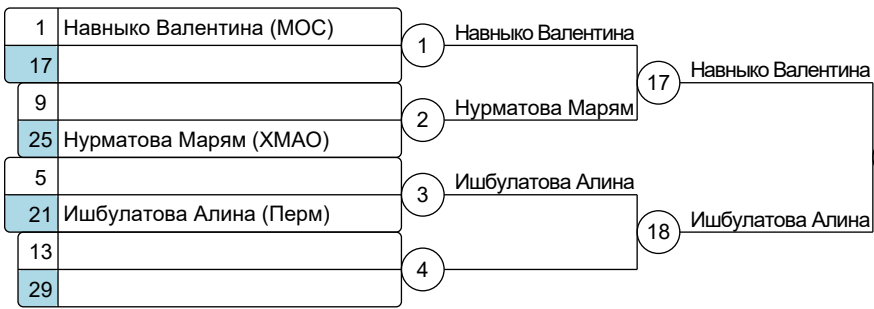 1 Навныко Валентина (МОС)
17
9
25 Нурматова Марям (ХМАО)
5
21 Ишбулатова Алина (Перм)
13
29
1
2
3
4
Навныко Валентина
Нурматова Марям
Ишбулатова Алина
17
18
Навныко Валентина
Ишбулатова Алина